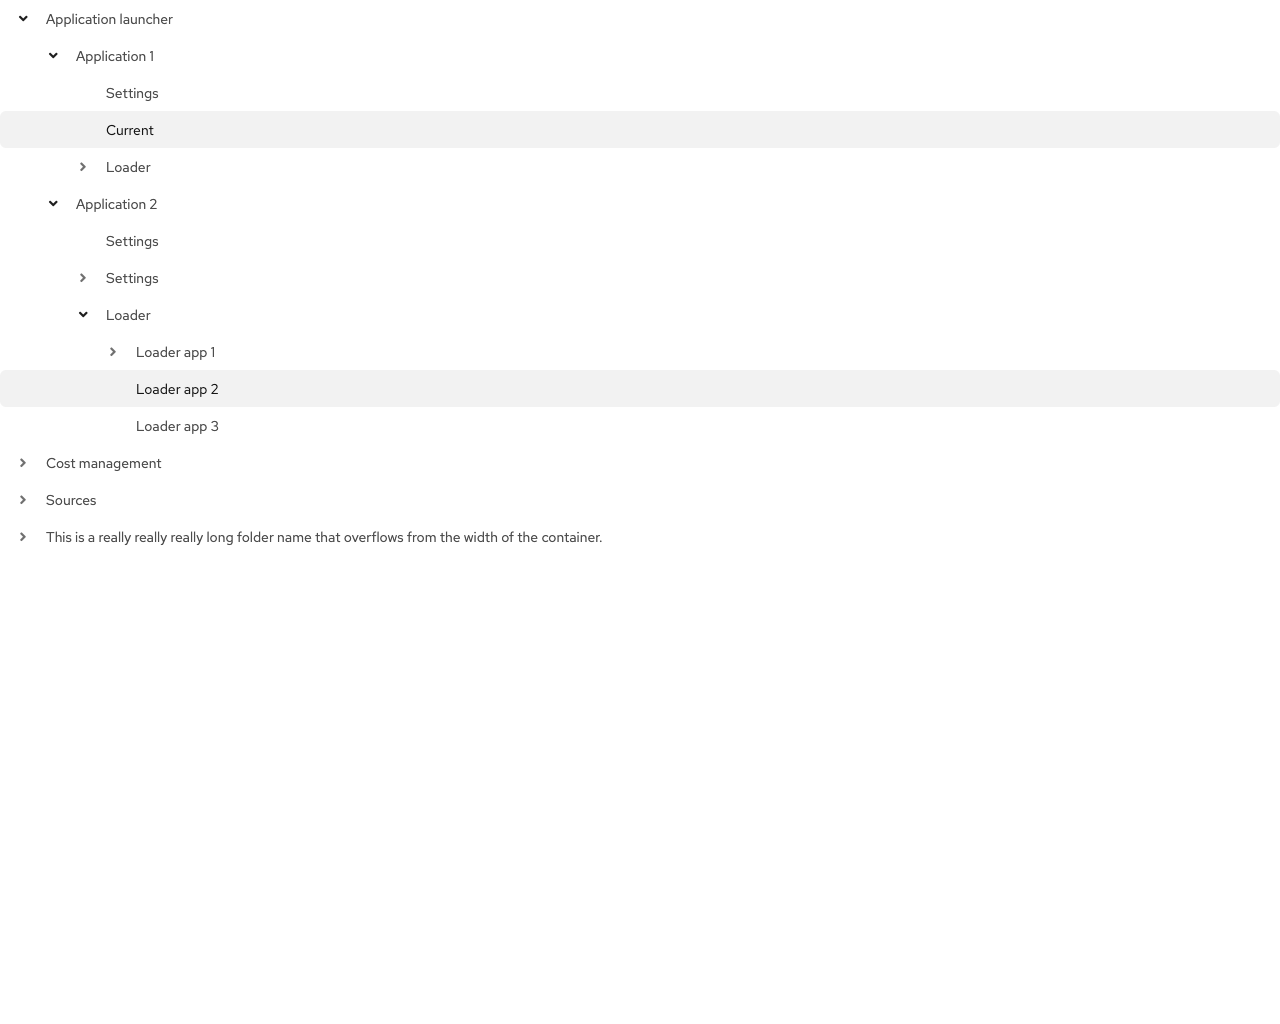 Application launcher
Application 1
Settings
Current
Loader
Application 2
Settings
Settings
Loader
Loader app 1
Loader app 2
Loader app 3
Cost management
Sources
This is a really really really long folder name that overflows from the width of the container.